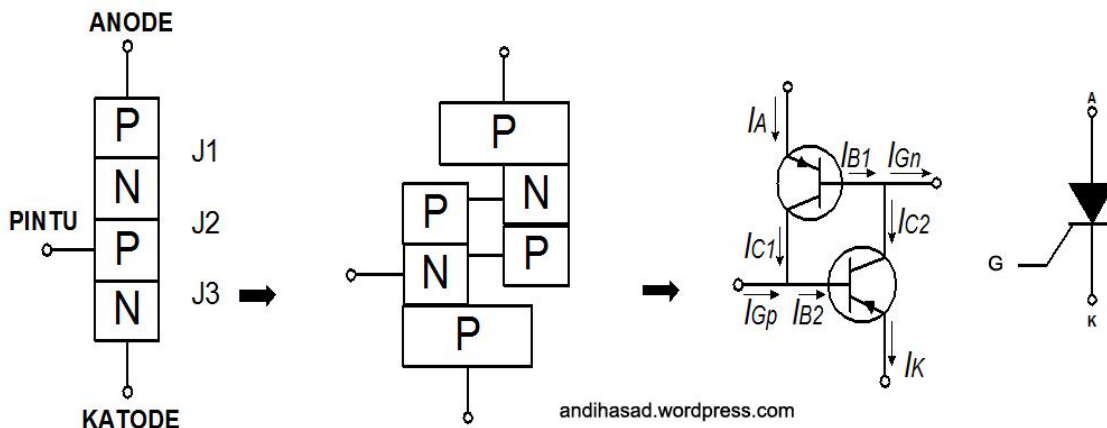 ANODE
P
N
P
N
J1
J2
J3
PINTU
KATODE
P
P
N
N
P
P
IA
IB1
IGn
IC1
IC2
IGp
IB2
IK
A
G
K
andihasad.wordpress.com